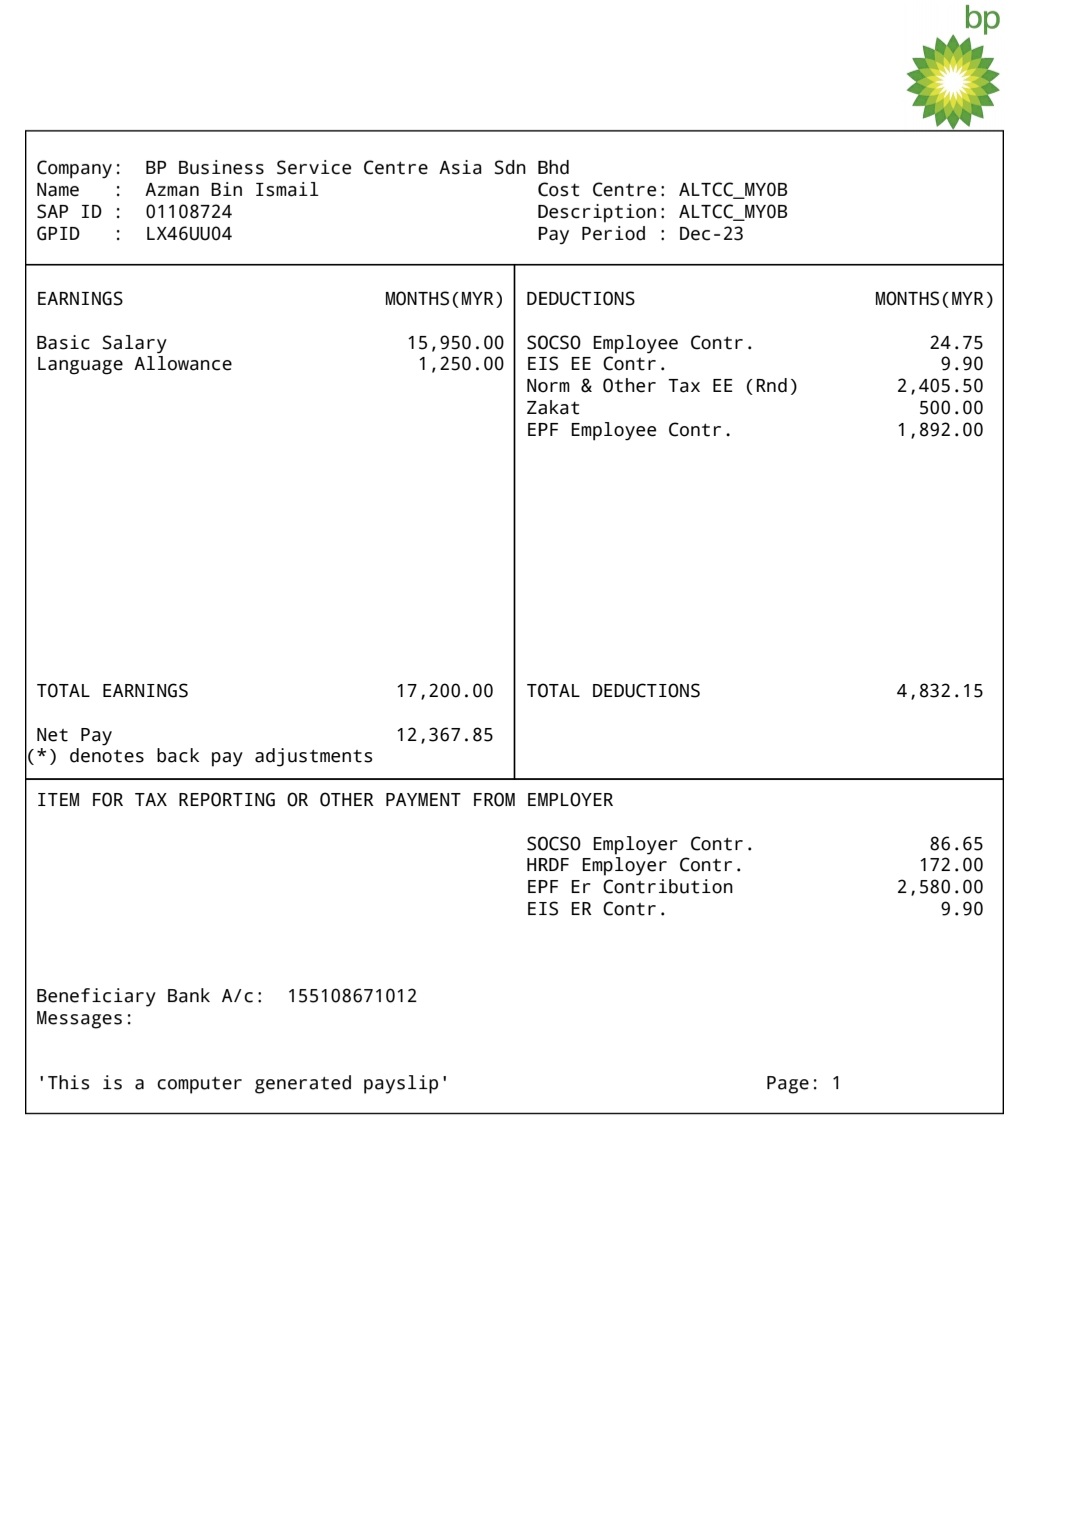 bp
Company: BP Business Service Centre Asia Sdn Bhd
Name : Azman Bin Ismail Cost Centre: ALTCC_MY0B
SAP ID : 01108724 Description: ALTCC_MY0B
GPID : LX46UU04 Pay Period : Dec-23
EARNINGS MONTHS(MYR) DEDUCTIONS MONTHS(MYR)
Basic Salary 15,950.00 SOCSO Employee Contr. 24.75
Language Allowance 1,250.00 EIS EE Contr. 9.90
Norm & Other Tax EE (Rnd) 2,405.50
Zakat 500.00
EPF Employee Contr. 1,892.00
TOTAL EARNINGS 17,200.00 TOTAL DEDUCTIONS 4,832.15
Net Pay 12,367.85
(*) denotes back pay adjustments
ITEM FOR TAX REPORTING OR OTHER PAYMENT FROM EMPLOYER
SOCSO Employer Contr. 86.65
HRDF Employer Contr. 172.00
EPF Er Contribution 2,580.00
EIS ER Contr. 9.90
Beneficiary Bank A/c: 155108671012
Messages:
'This is a computer generated payslip' Page: 1